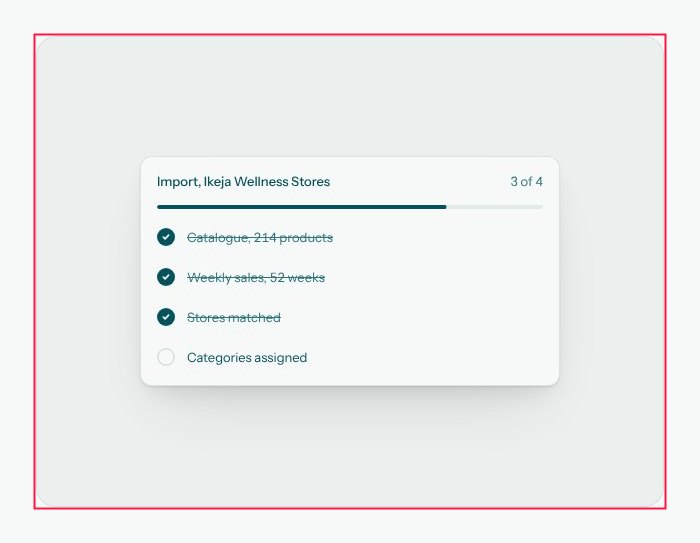 Import, Ikeja Wellness Stores
3 of 4
Catalogue, 214 products
Weekly sales, 52 weeks
Stores matched
Categories assigned